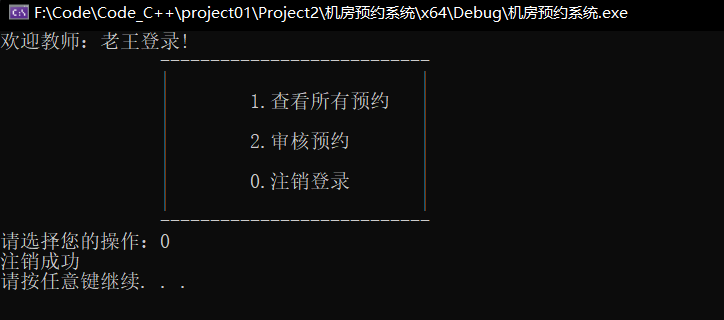 F:\Code\Code_C++\project01\Project2\机房预约系统\x64\Debug\机房预约系统.exe
欢迎教师：老王登录!
---------------------------
1.查看所有预约
2.审核预约
0.注销登录
---------------------------
请选择您的操作：0
注销成功
请按任意键继续. . .